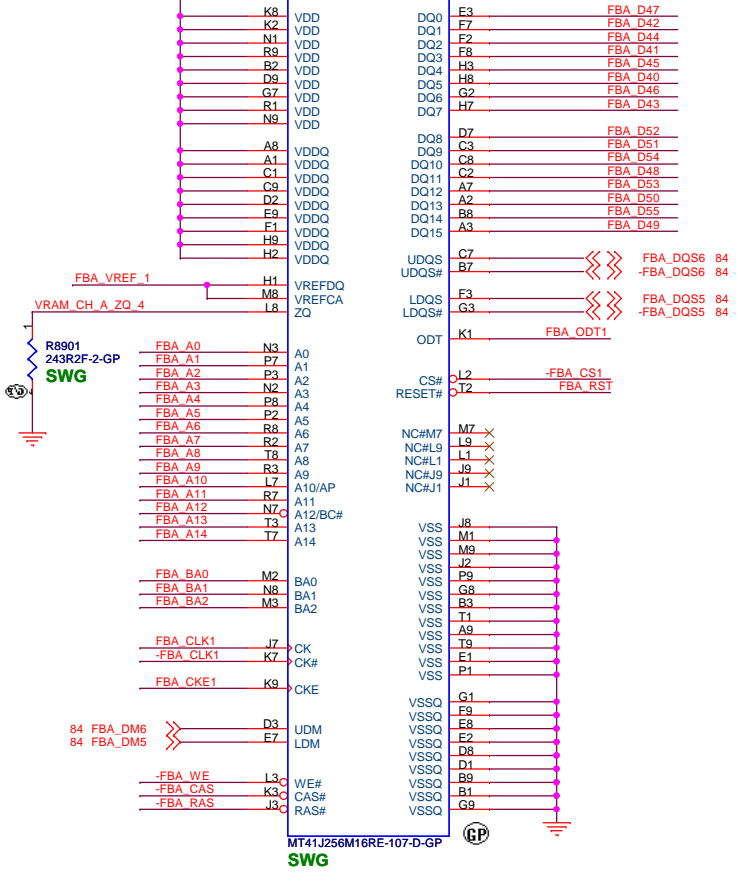 K8 VDD DQ0 E3 FBA_D47
K2 VDD DQ1 F7 FBA_D42
N1 VDD DQ2 F2 FBA_D44
R9 VDD DQ3 F8 FBA_D41
B2 VDD DQ4 H3 FBA_D45
D9 VDD DQ5 H8 FBA_D40
G7 VDD DQ6 G2 FBA_D46
R1 VDD DQ7 H7 FBA_D43
N9 VDD
DQ8 D7 FBA_D52
A8 VDDQ DQ9 C3 FBA_D51
A1 VDDQ DQ10 C8 FBA_D54
C1 VDDQ DQ11 C2 FBA_D48
C9 VDDQ DQ12 A7 FBA_D53
D2 VDDQ DQ13 A2 FBA_D50
E9 VDDQ DQ14 B8 FBA_D55
F1 VDDQ DQ15 A3 FBA_D49
H9 VDDQ
H2 VDDQ UDQS C7 FBA_DQS6 84
UDQS# B7 -FBA_DQS6 84
FBA_VREF_1 H1 VREFDQ
M8 VREFCA LDQS F3 FBA_DQS5 84
VRAM_CH_A_ZQ_4 L8 ZQ LDQS# G3 -FBA_DQS5 84
1
ODT K1 FBA_ODT1
R8901
243R2F-2-GP
SWG
FBA_A0 N3 A0
FBA_A1 P7 A1
FBA_A2 P3 A2 CS# L2 -FBA_CS1
FBA_A3 N2 A3 RESET# T2 FBA_RST
FBA_A4 P8 A4
FBA_A5 P2 A5
FBA_A6 R8 A6 NC#M7 M7
FBA_A7 R2 A7 NC#L9 L9
FBA_A8 T8 A8 NC#L1 L1
FBA_A9 R3 A9 NC#J9 J9
FBA_A10 L7 A10/AP NC#J1 J1
FBA_A11 R7 A11
FBA_A12 N7 A12/BC#
FBA_A13 T3 A13 VSS J8
FBA_A14 T7 A14 VSS M1
VSS M9
VSS J2
FBA_BA0 M2 BA0 VSS P9
FBA_BA1 N8 BA1 VSS G8
FBA_BA2 M3 BA2 VSS B3
VSS T1
VSS A9
FBA_CLK1 J7 CK VSS T9
-FBA_CLK1 K7 CK# VSS E1
VSS P1
FBA_CKE1 K9 CKE
VSSQ G1
VSSQ F9
84 FBA_DM6 D3 UDM VSSQ E8
84 FBA_DM5 E7 LDM VSSQ E2
VSSQ D8
VSSQ D1
-FBA_WE L3 WE# VSSQ B9
-FBA_CAS K3 CAS# VSSQ B1
-FBA_RAS J3 RAS# VSSQ G9
GP
MT41J256M16RE-107-D-GP
SWG